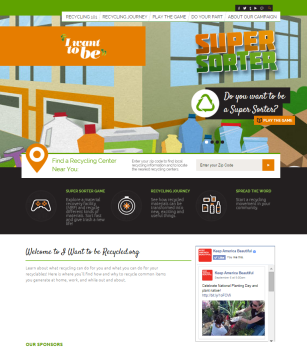 RECYCLING 101 | RECYCLING JOURNEY | PLAY THE GAME | DO YOUR PART | ABOUT OUR CAMPAIGN
I want
to be
SUPER
SORTER
Do you want to be
a Super Sorter?
PLAY THE GAME
Find a Recycling Center
Near You:
Enter your zip code to find local
recycling information and locate
the nearest recycling center.
Enter your Zip Code
SUPER SORTER GAME
Explore a material
recovery facility
RECYCLING JOURNEY
See how recycled
materials can be
transformed into
new, exciting and
useful things.
SPREAD THE WORD
Start a recycling
movement in your
community.
Welcome to I Want to be Recycled.org
Learn about what recycling can do for you and what you can do for your
recyclables! Here is where you'll find how and why to recycle common items
you generate at home, work, and while out and about.
Keep America Beautiful
Keep America Beautiful
Celebrate National Planting Day and
plant native!
OUR SPONSORS